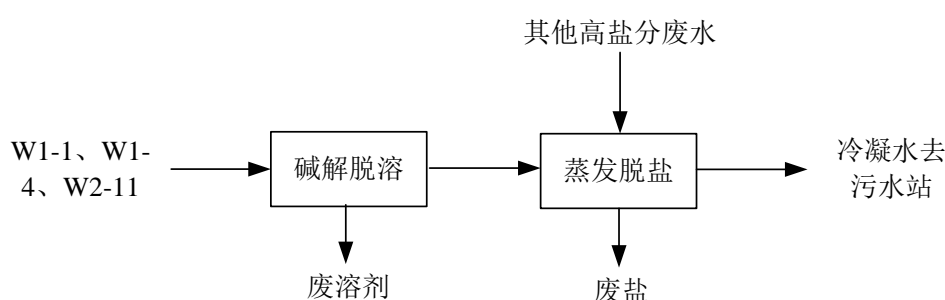 其他高盐分废水
W1-1、W1-
4、W2-11
碱解脱溶
蒸发脱盐
冷凝水去
污水站
废溶剂
废盐